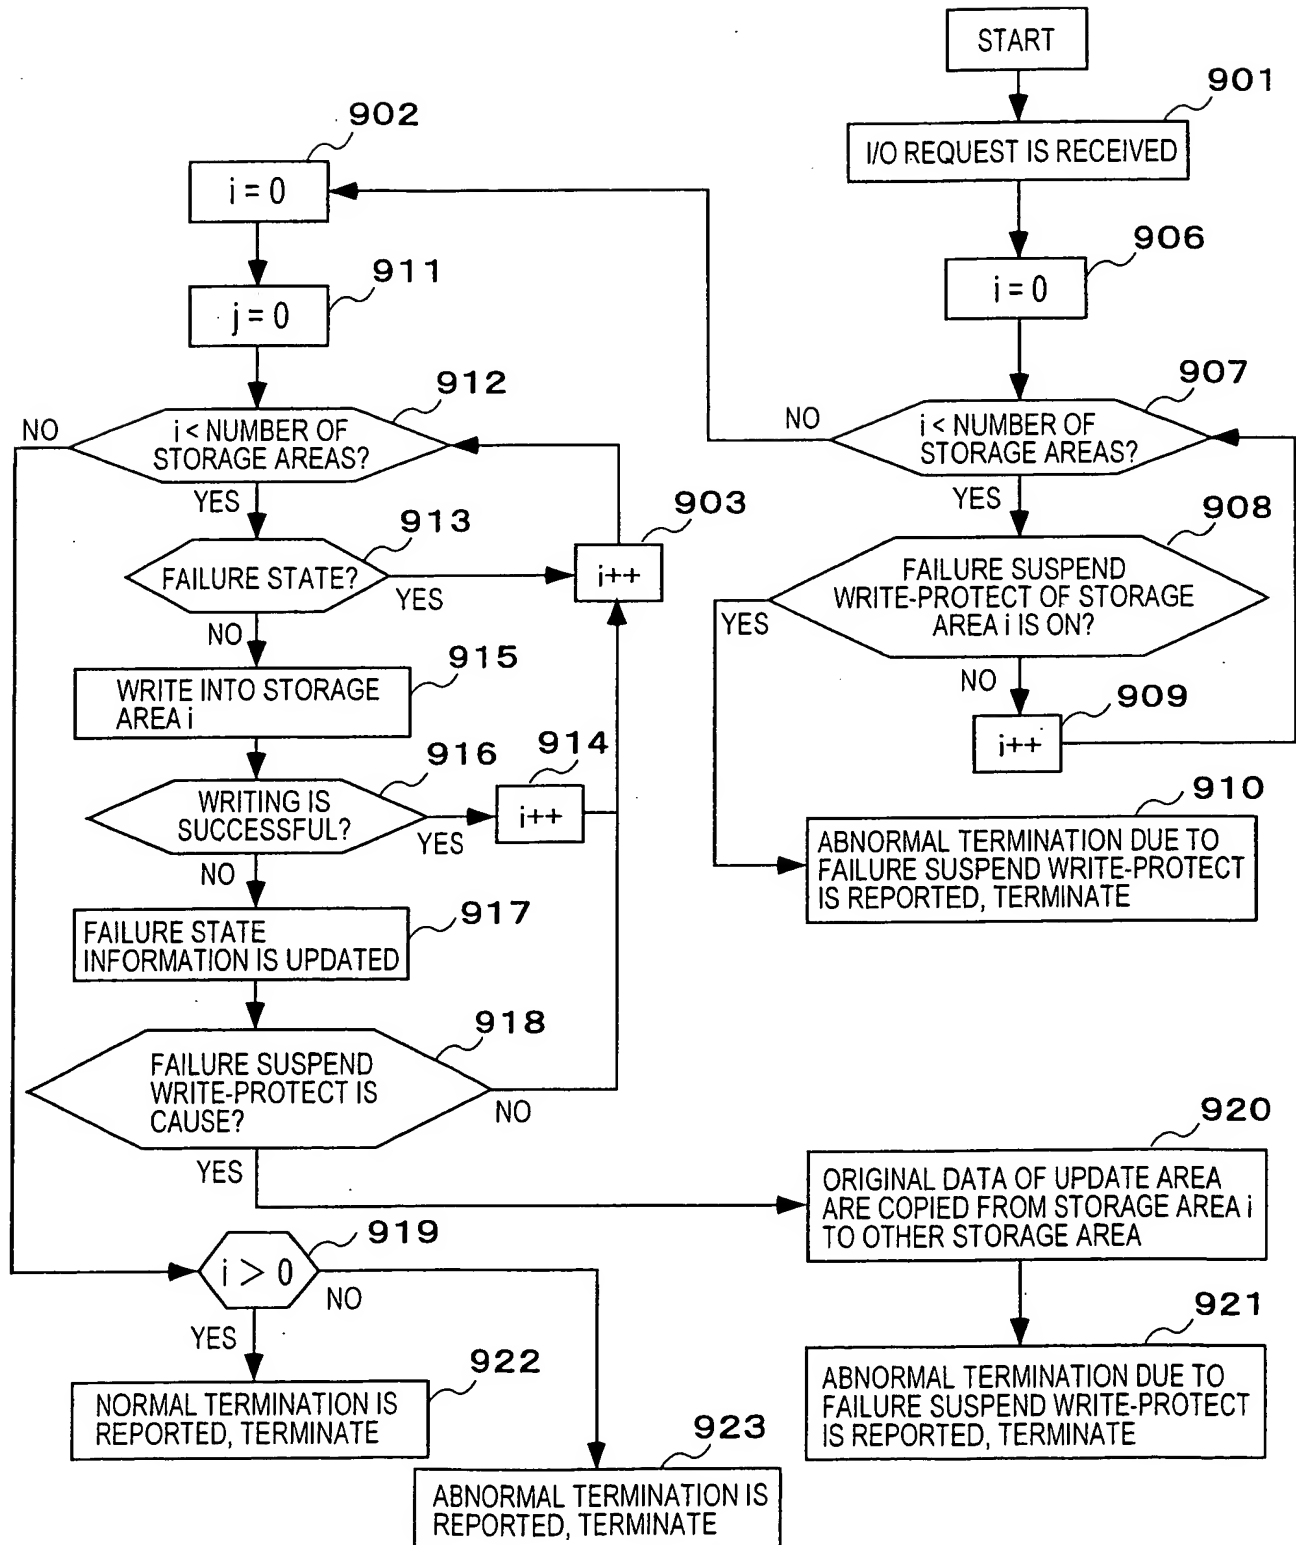 START
901
I/O REQUEST IS RECEIVED
906
i = 0
907
i < NUMBER OF
STORAGE AREAS?
NO
YES
908
FAILURE SUSPEND
WRITE-PROTECT OF STORAGE
AREA i IS ON?
YES
NO
909
i++
910
ABNORMAL TERMINATION DUE TO
FAILURE SUSPEND WRITE-PROTECT
IS REPORTED, TERMINATE
902
i = 0
911
j = 0
912
i < NUMBER OF
STORAGE AREAS?
NO
YES
903
i++
913
FAILURE STATE?
YES
NO
915
WRITE INTO STORAGE
AREA i
916
WRITING IS
SUCCESSFUL?
YES
NO
914
i++
917
FAILURE STATE
INFORMATION IS UPDATED
918
FAILURE SUSPEND
WRITE-PROTECT IS
CAUSE?
NO
YES
920
ORIGINAL DATA OF UPDATE AREA
ARE COPIED FROM STORAGE AREA i
TO OTHER STORAGE AREA
921
ABNORMAL TERMINATION DUE TO
FAILURE SUSPEND WRITE-PROTECT
IS REPORTED, TERMINATE
919
i > 0
NO
YES
922
NORMAL TERMINATION IS
REPORTED, TERMINATE
923
ABNORMAL TERMINATION IS
REPORTED, TERMINATE